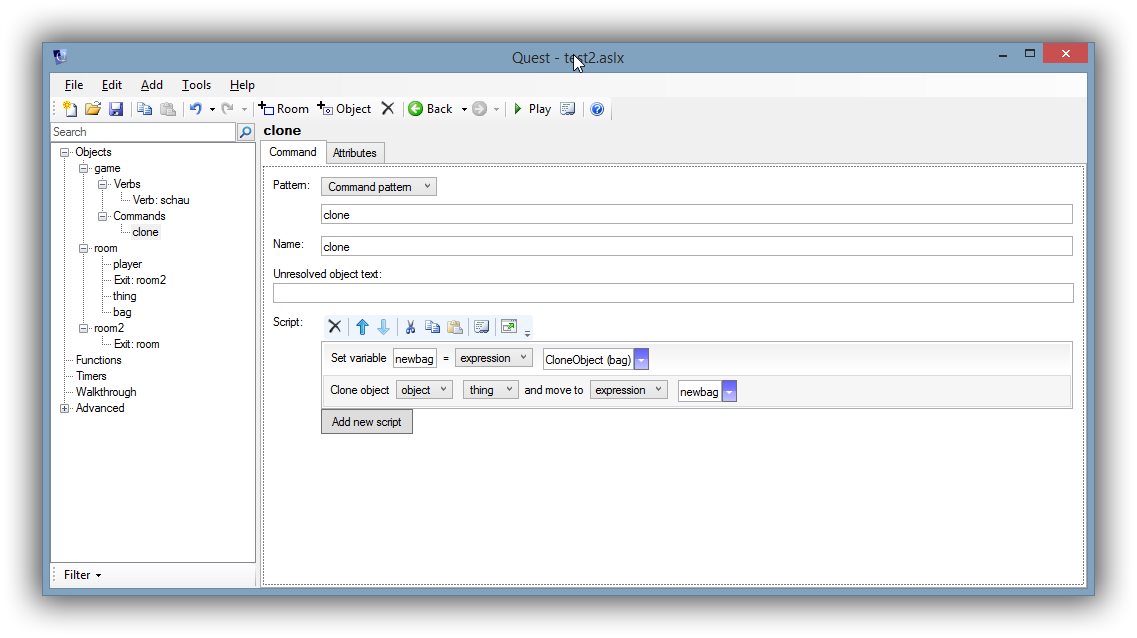 Quest - test2.aslx
File Edit Add Tools Help
Room Object Back Play
Search
clone
Command Attributes
Objects
game
Verbs
Verb: schau
Commands
clone
room
player
Exit: room2
thing
bag
room2
Exit: room
Functions
Timers
Walkthrough
Advanced
Filter
Pattern: Command pattern
clone
Name: clone
Unresolved object text:
Script:
Set variable newbag = expression CloneObject (bag)
Clone object object thing and move to expression newbag
Add new script